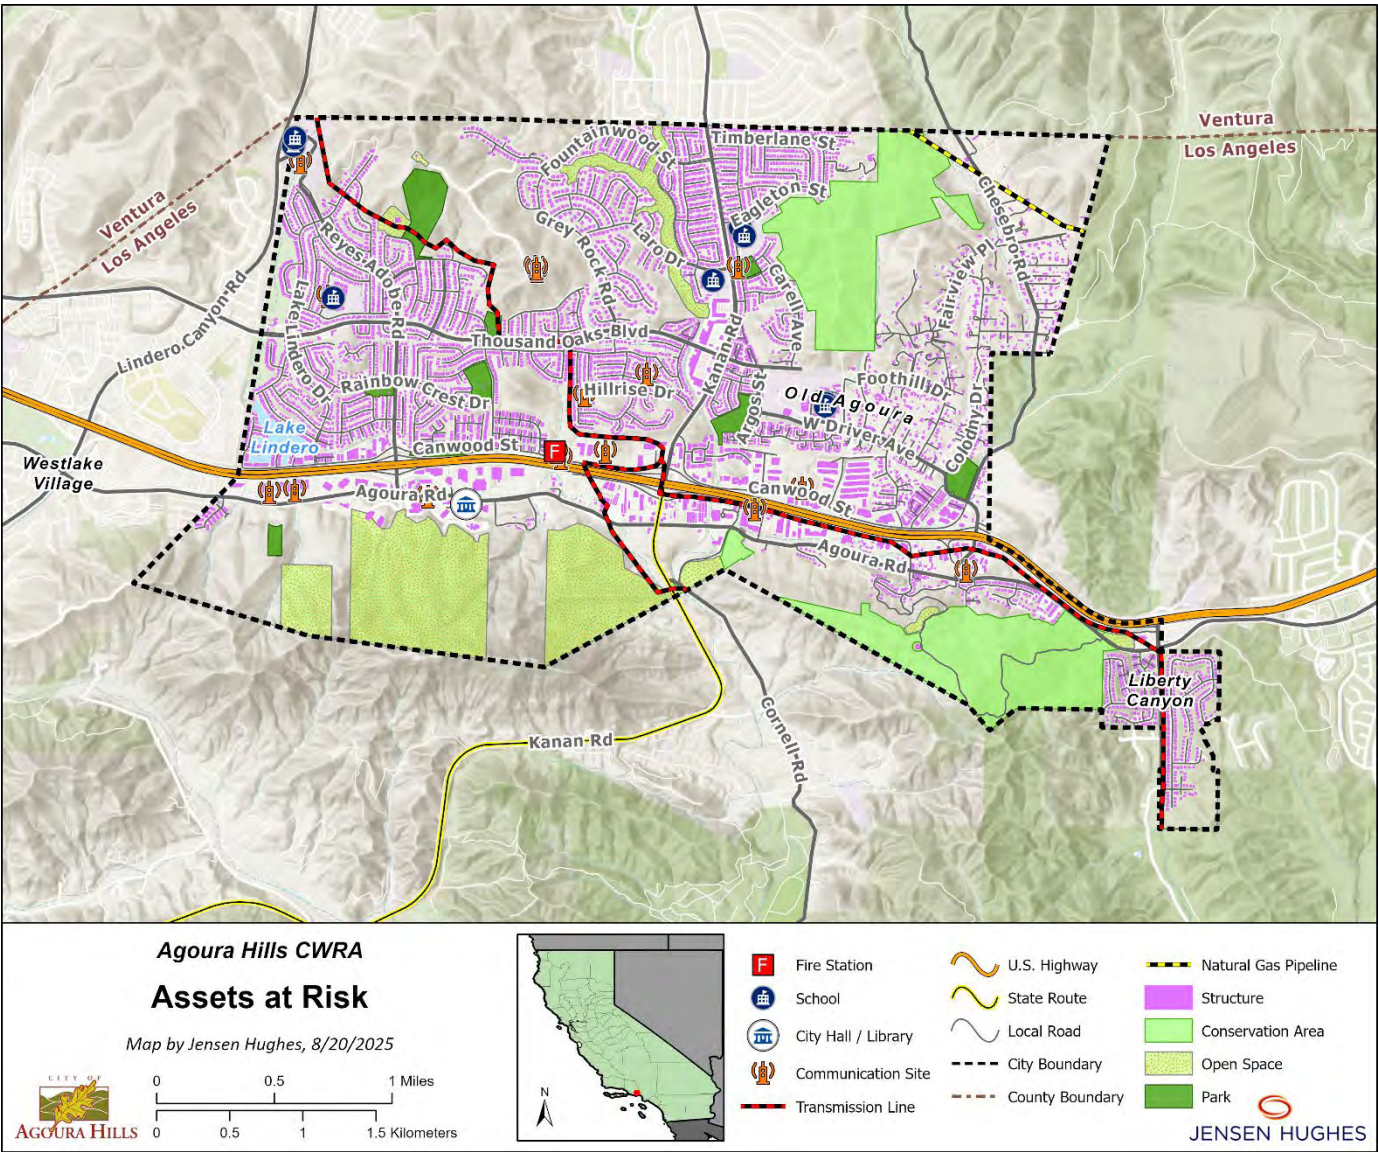 Ventura
Los Angeles
Ventura
Los Angeles
Fountainwood St
Timberlane St
Eagleton St
Chesebro Rd
Grey Rock Rd
Laro Dr
Reyes Adobe Rd
Carell Ave
Fairview Pl
Lindero Canyon Rd
Lake Lindero Dr
Thousand Oaks Blvd
Kanan Rd
Rainbow Crest Dr
Hillrise Dr
Argos St
Foothill Dr
Old Agoura
W Driver Ave
Colodny Dr
Lake
Lindero
Canwood St
F
Westlake
Village
Agoura Rd
Canwood St
Agoura Rd
Liberty
Canyon
Cornell Rd
Kanan Rd
Agoura Hills CWRA
Assets at Risk
Map by Jensen Hughes, 8/20/2025
CITY OF
AGOURA HILLS
0 0.5 1 Miles
0 0.5 1 1.5 Kilometers
N
F Fire Station
School
City Hall / Library
Communication Site
Transmission Line
U.S. Highway
State Route
Local Road
City Boundary
County Boundary
Natural Gas Pipeline
Structure
Conservation Area
Open Space
Park
JENSEN HUGHES